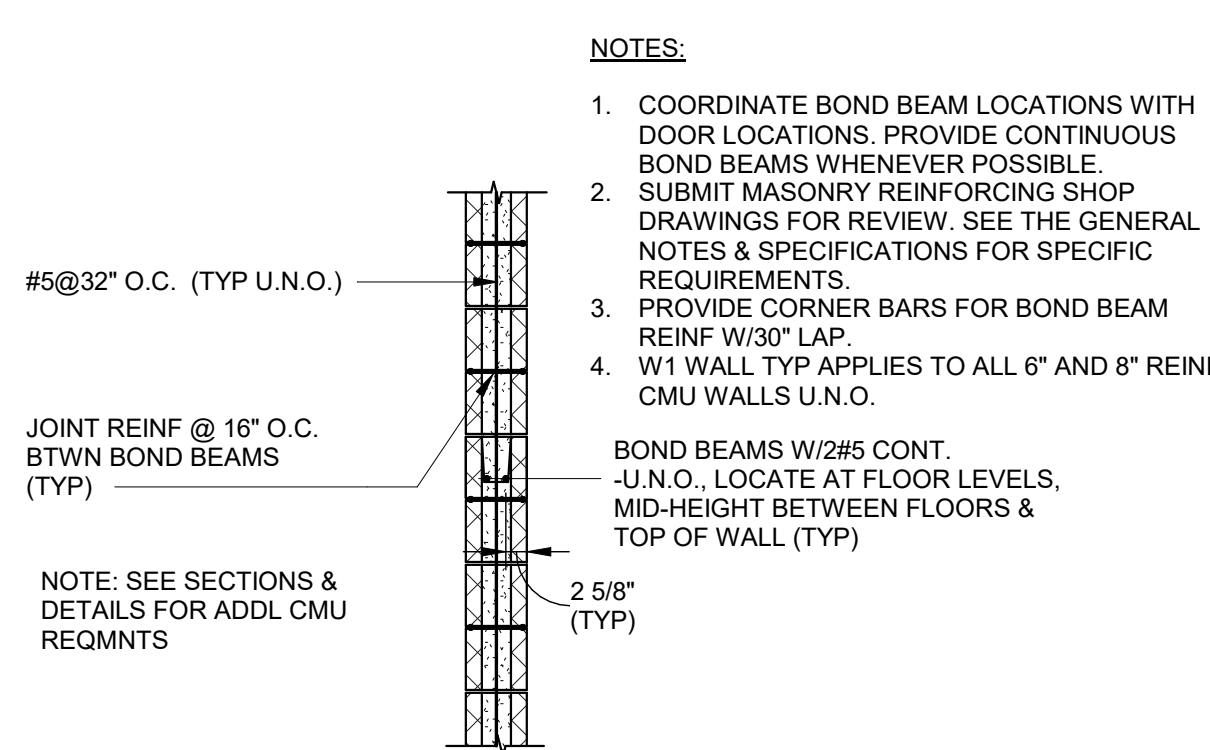 NOTES:
1. COORDINATE BOND BEAM LOCATIONS WITH
DOOR LOCATIONS. PROVIDE CONTINUOUS
BOND BEAMS WHENEVER POSSIBLE.
2. SUBMIT MASONRY REINFORCING SHOP
DRAWINGS FOR REVIEW. SEE THE GENERAL
NOTES & SPECIFICATIONS FOR SPECIFIC
REQUIREMENTS.
3. PROVIDE CORNER BARS FOR BOND BEAM
REINF W/30" LAP.
4. W1 WALL TYP APPLIES TO ALL 6" AND 8" REIN
CMU WALLS U.N.O.
#5@32" O.C. (TYP U.N.O.)
JOINT REINF @ 16" O.C.
BTWN BOND BEAMS
(TYP)
BOND BEAMS W/2#5 CONT.
-U.N.O., LOCATE AT FLOOR LEVELS,
MID-HEIGHT BETWEEN FLOORS &
TOP OF WALL (TYP)
2 5/8"
(TYP)
NOTE: SEE SECTIONS &
DETAILS FOR ADDL CMU
REQMNTS